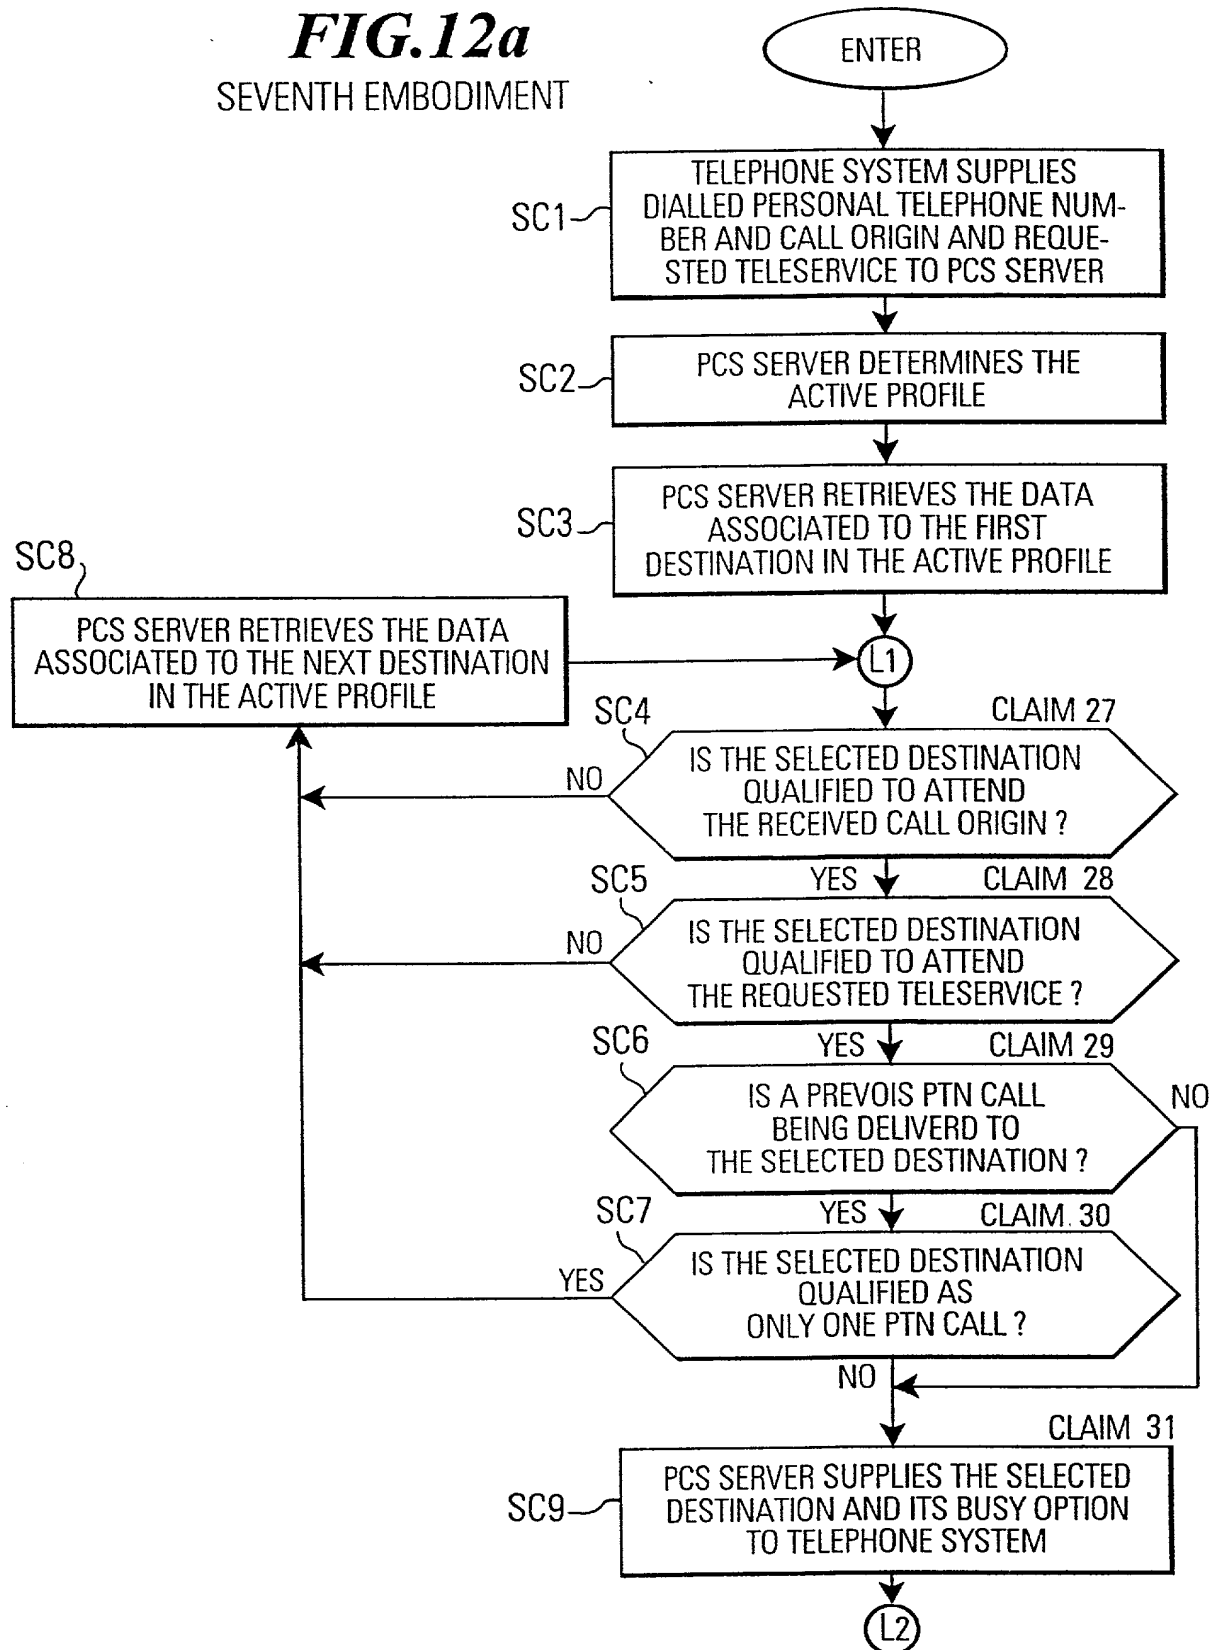 FIG.12a
SEVENTH EMBODIMENT
ENTER
SC1
TELEPHONE SYSTEM SUPPLIES
DIALLED PERSONAL TELEPHONE NUM-
BER AND CALL ORIGIN AND REQUE-
STED TELESERVICE TO PCS SERVER
SC2
PCS SERVER DETERMINES THE
ACTIVE PROFILE
SC3
PCS SERVER RETRIEVES THE DATA
ASSOCIATED TO THE FIRST
DESTINATION IN THE ACTIVE PROFILE
SC8
PCS SERVER RETRIEVES THE DATA
ASSOCIATED TO THE NEXT DESTINATION
IN THE ACTIVE PROFILE
L1
SC4
CLAIM 27
NO
IS THE SELECTED DESTINATION
QUALIFIED TO ATTEND
THE RECEIVED CALL ORIGIN ?
YES
SC5
CLAIM 28
NO
IS THE SELECTED DESTINATION
QUALIFIED TO ATTEND
THE REQUESTED TELESERVICE ?
YES
SC6
CLAIM 29
IS A PREVOIS PTN CALL
BEING DELIVERD TO
THE SELECTED DESTINATION ?
NO
YES
SC7
CLAIM. 30
YES
IS THE SELECTED DESTINATION
QUALIFIED AS
ONLY ONE PTN CALL ?
NO
CLAIM 31
SC9
PCS SERVER SUPPLIES THE SELECTED
DESTINATION AND ITS BUSY OPTION
TO TELEPHONE SYSTEM
L2